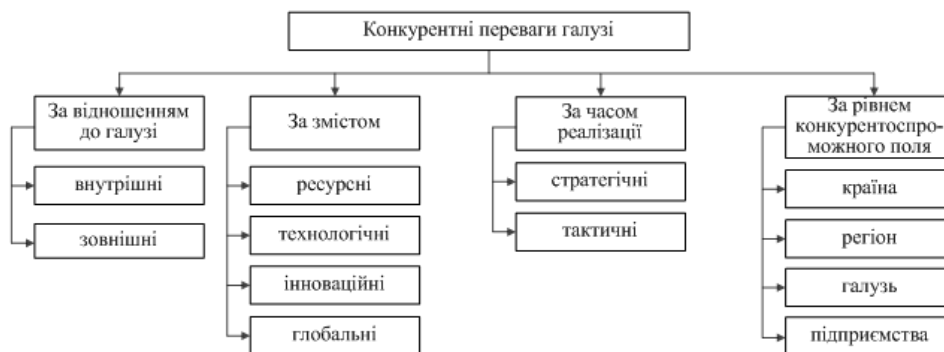 Конкурентні переваги галузі
За відношенням
до галузі
внутрішні
зовнішні
За змістом
ресурсні
технологічні
інноваційні
глобальні
За часом
реалізації
стратегічні
тактичні
За рівнем
конкурентоспро-
можного поля
країна
регіон
галузь
підприємства